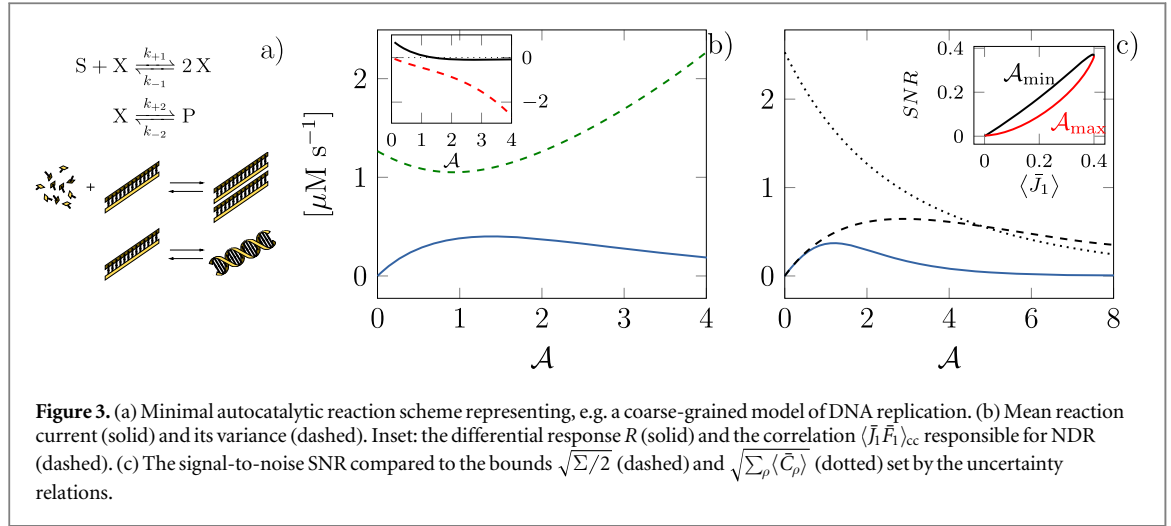 a)
S + X ⇌ 2 X
k+1
k−1
X ⇌ P
k+2
k−2
+
b)
[μM s⁻¹]
2
1
0
0 1 2 3 4
𝒜
0
−2
0 1 2 3 4
𝒜
c)
2
1
0
0 2 4 6 8
𝒜
SNR
0.4
0.2
0
0 0.2 0.4
⟨J̄₁⟩
𝒜min
𝒜max
Figure 3. (a) Minimal autocatalytic reaction scheme representing, e.g. a coarse-grained model of DNA replication. (b) Mean reaction
current (solid) and its variance (dashed). Inset: the differential response R (solid) and the correlation ⟨J̄₁F̄₁⟩cc responsible for NDR
(dashed). (c) The signal-to-noise SNR compared to the bounds √(Σ/2) (dashed) and √(∑ρ⟨C̄ρ⟩) (dotted) set by the uncertainty
relations.